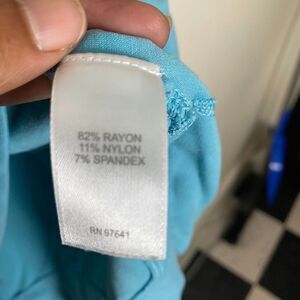 82% RAYON
11% NYLON
7% SPANDEX
RN 97641